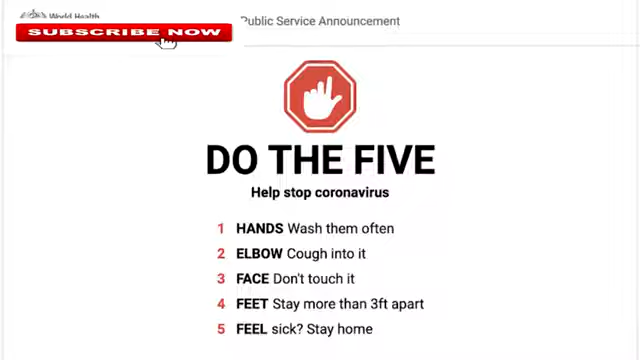 World Health
SUBSCRIBE NOW
Public Service Announcement
DO THE FIVE
Help stop coronavirus
1 HANDS Wash them often
2 ELBOW Cough into it
3 FACE Don't touch it
4 FEET Stay more than 3ft apart
5 FEEL sick? Stay home